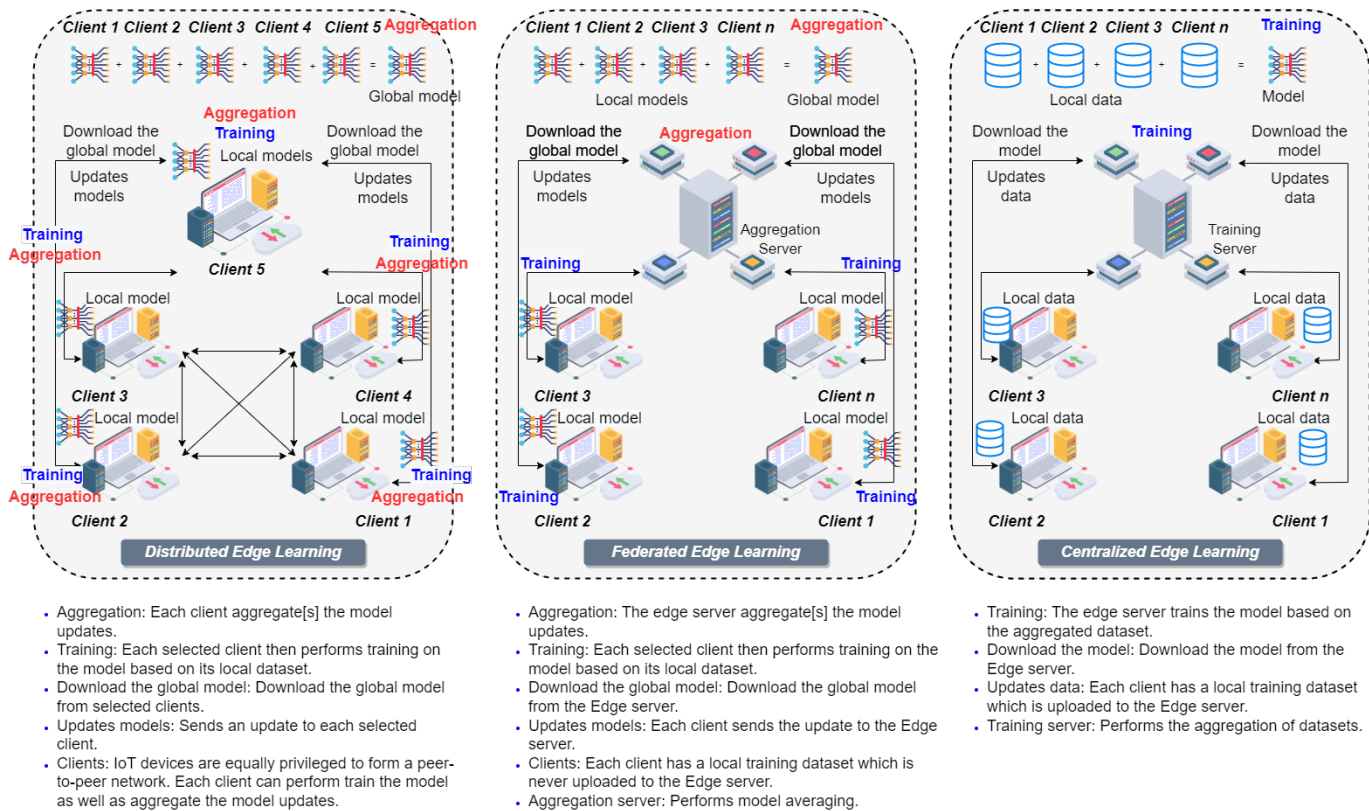 Client 1 Client 2 Client 3 Client 4 Client 5 Aggregation
+ + + + =
Global model
Aggregation
Training
Download the
global model
Local models
Download the
global model
Updates
models
Updates
models
Training
Aggregation
Client 5
Training
Aggregation
Local model
Local model
Client 3
Client 4
Local model
Local model
Training
Aggregation
Training
Aggregation
Client 2
Client 1
Distributed Edge Learning
• Aggregation: Each client aggregate[s] the model
updates.
• Training: Each selected client then performs training on
the model based on its local dataset.
• Download the global model: Download the global model
from selected clients.
• Updates models: Sends an update to each selected
client.
• Clients: IoT devices are equally privileged to form a peer-
to-peer network. Each client can perform train the model
as well as aggregate the model updates.
Client 1 Client 2 Client 3 Client n Aggregation
+ + + =
Local models
Global model
Download the
global model
Aggregation
Download the
global model
Updates
models
Updates
models
Aggregation
Server
Training
Training
Local model
Local model
Client 3
Client n
Local model
Local model
Training
Training
Client 2
Client 1
Federated Edge Learning
• Aggregation: The edge server aggregate[s] the model
updates.
• Training: Each selected client then performs training on the
model based on its local dataset.
• Download the global model: Download the global model
from the Edge server.
• Updates models: Each client sends the update to the Edge
server.
• Clients: Each client has a local training dataset which is
never uploaded to the Edge server.
• Aggregation server: Performs model averaging.
Client 1 Client 2 Client 3 Client n Training
+ + + =
Local data
Model
Download the
model
Training
Download the
model
Updates
data
Updates
data
Training
Server
Local data
Local data
Client 3
Client n
Local data
Local data
Client 2
Client 1
Centralized Edge Learning
• Training: The edge server trains the model based on
the aggregated dataset.
• Download the model: Download the model from the
Edge server.
• Updates data: Each client has a local training dataset
which is uploaded to the Edge server.
• Training server: Performs the aggregation of datasets.